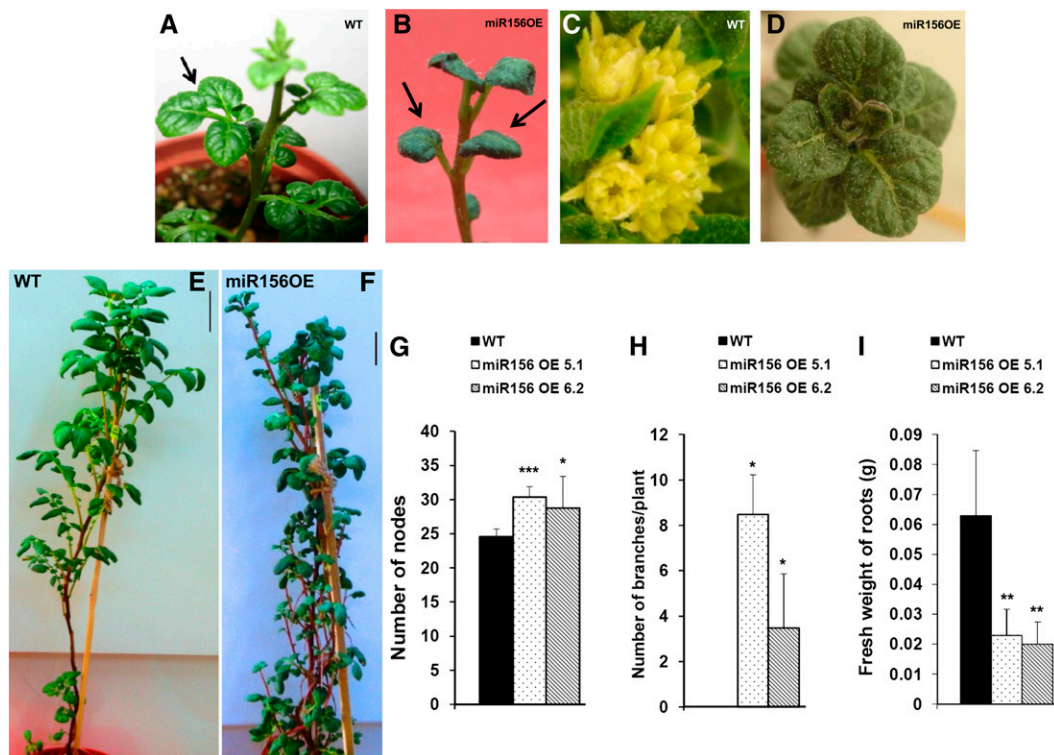 A WT
B miR156OE
C WT
D miR156OE
WT E
miR156OE F
G
WT
miR156 OE 5.1
miR156 OE 6.2
Number of nodes
40
35
30
25
20
15
10
5
0
***
*
H
WT
miR156 OE 5.1
miR156 OE 6.2
Number of branches/plant
12
10
8
6
4
2
0
*
*
I
WT
miR156 OE 5.1
miR156 OE 6.2
Fresh weight of roots (g)
0.09
0.08
0.07
0.06
0.05
0.04
0.03
0.02
0.01
0
**
**